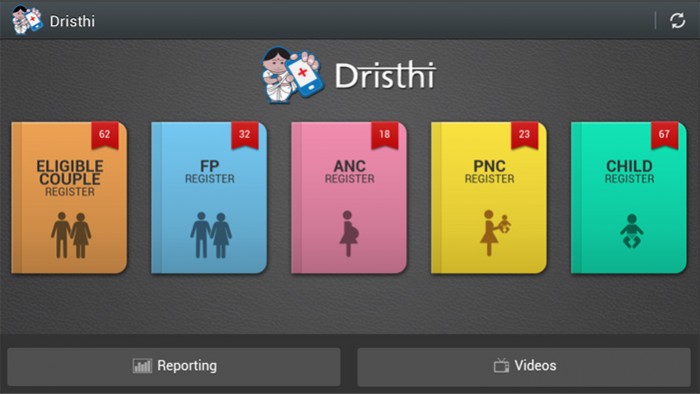 Dristhi
Dristhi
62
ELIGIBLE
COUPLE
REGISTER
32
FP
REGISTER
18
ANC
REGISTER
23
PNC
REGISTER
67
CHILD
REGISTER
Reporting
Videos